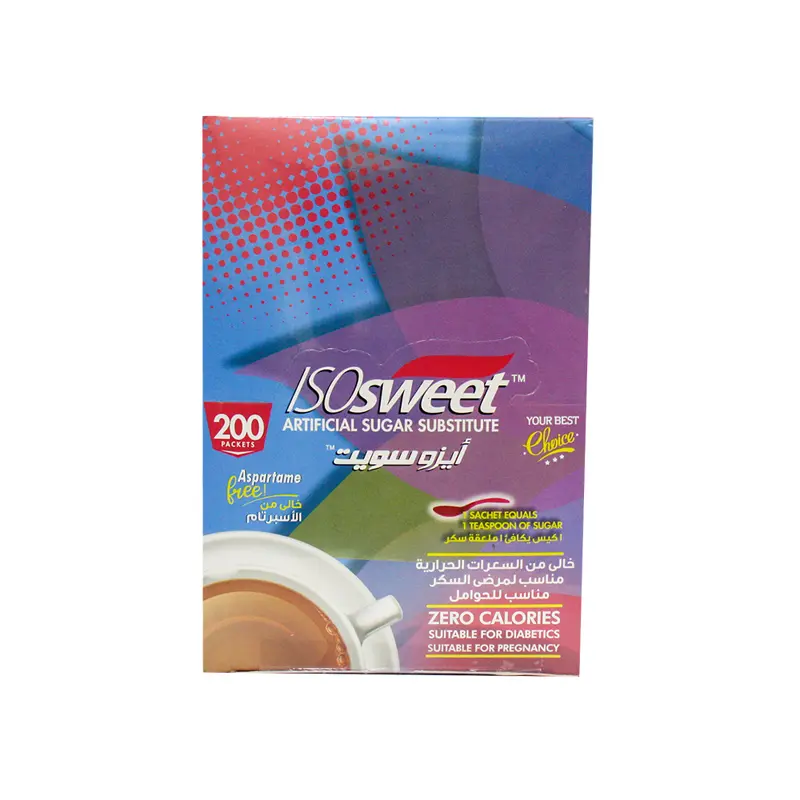 ISOsweet™
ARTIFICIAL SUGAR SUBSTITUTE
أيزو سويت™
200
PACKETS
YOUR BEST
Choice
Aspartame
free!
خالى من
الأسبرتام
1 SACHET EQUALS
1 TEASPOON OF SUGAR
١ كيس يكافئ ١ ملعقة سكر
خالى من السعرات الحرارية
مناسب لمرضى السكر
مناسب للحوامل
ZERO CALORIES
SUITABLE FOR DIABETICS
SUITABLE FOR PREGNANCY